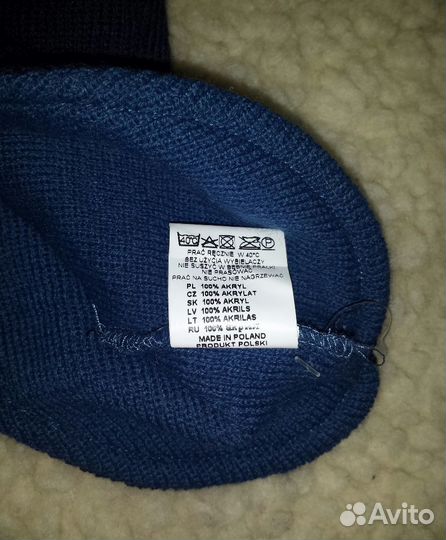 40°C P
PRAĆ RĘCZNIE W 40°C
BEZ UŻYCIA WYBIELACZY
NIE SUSZYĆ W BĘBNIE PRALKI
NIE PRASOWAĆ
PRAĆ NA SUCHO NIE NAGRZEWAĆ
PL 100% AKRYL
CZ 100% AKRYLAT
SK 100% AKRYL
LV 100% AKRILS
LT 100% AKRILAS
RU 100%
MADE IN POLAND
PRODUKT POLSKI
Avito